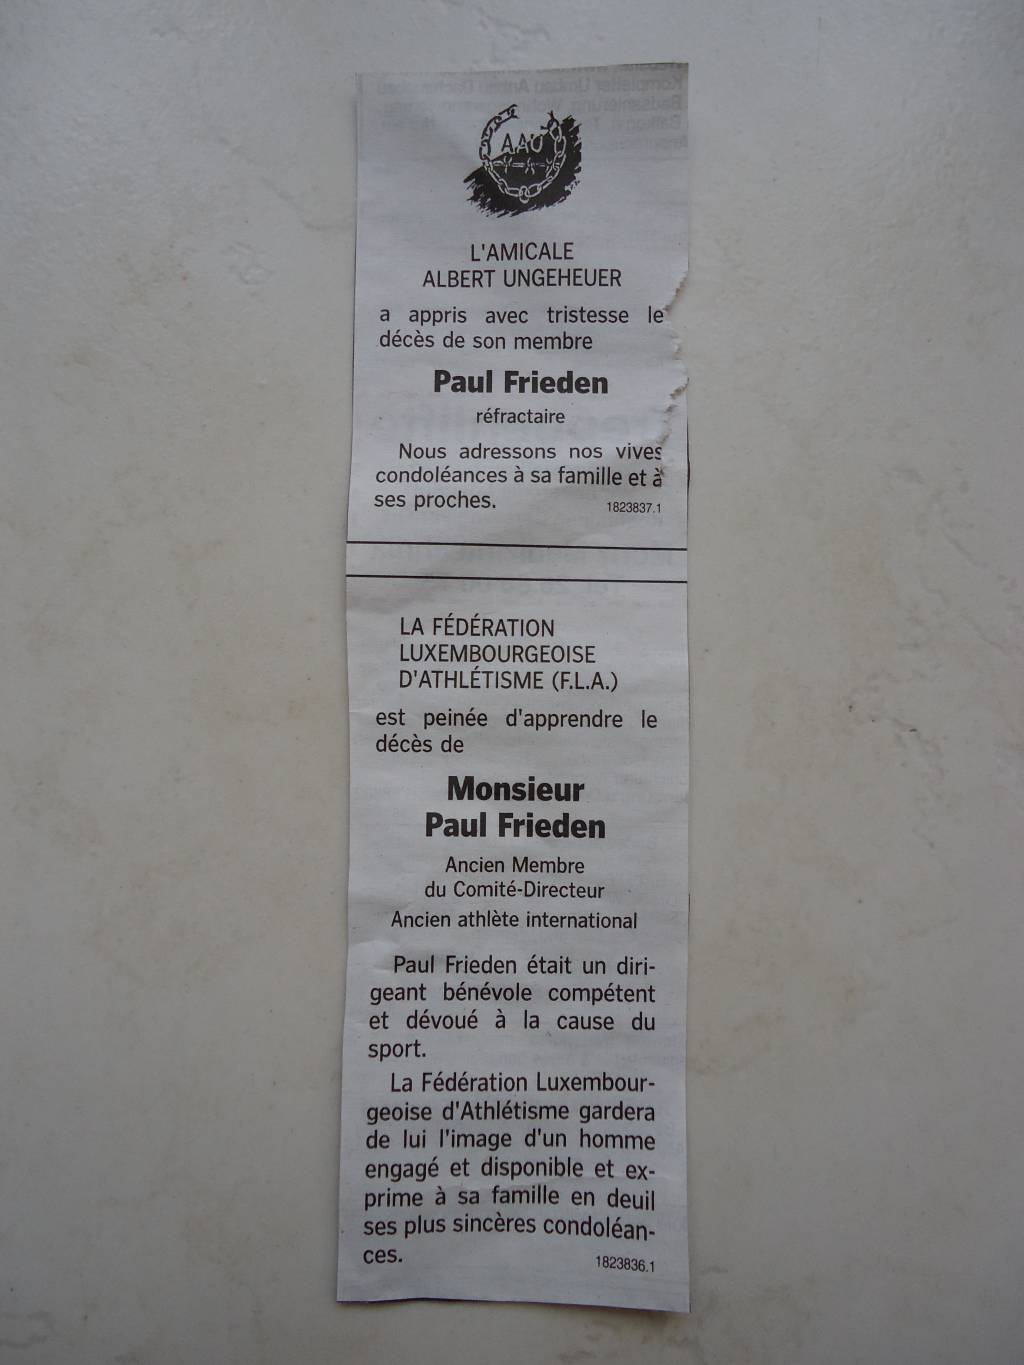 AAU
L'AMICALE
ALBERT UNGEHEUER
a appris avec tristesse le
décès de son membre
Paul Frieden
réfractaire
Nous adressons nos vives
condoléances à sa famille et à
ses proches.
1823837.1
LA FÉDÉRATION
LUXEMBOURGEOISE
D'ATHLÉTISME (F.L.A.)
est peinée d'apprendre le
décès de
Monsieur
Paul Frieden
Ancien Membre
du Comité-Directeur
Ancien athlète international
Paul Frieden était un diri-
geant bénévole compétent
et dévoué à la cause du
sport.
La Fédération Luxembour-
geoise d'Athlétisme gardera
de lui l'image d'un homme
engagé et disponible et ex-
prime à sa famille en deuil
ses plus sincères condoléan-
ces.
1823836.1